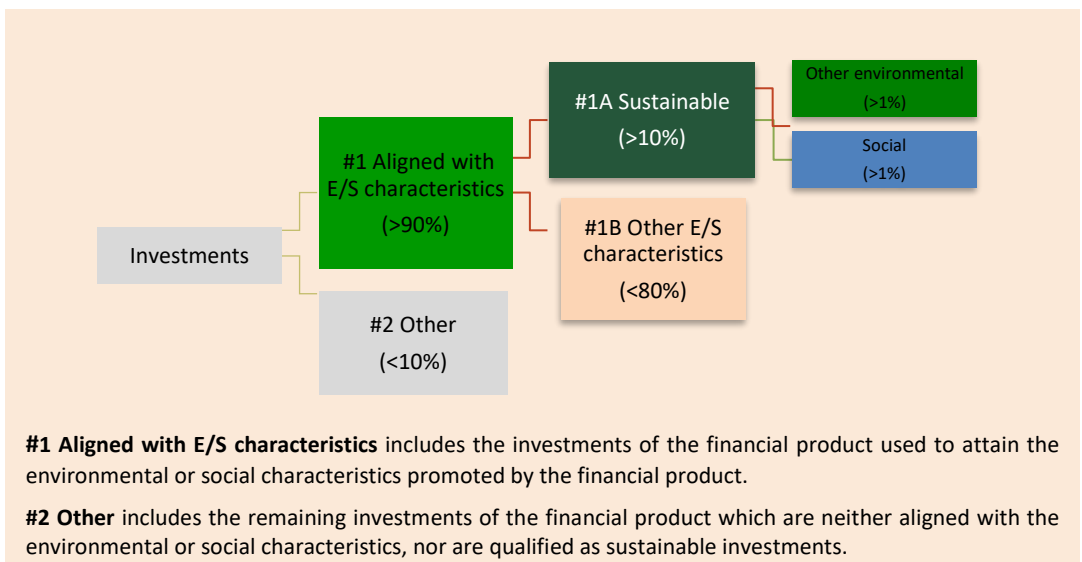 Investments
#1 Aligned with
E/S characteristics
(>90%)
#2 Other
(<10%)
#1A Sustainable
(>10%)
#1B Other E/S
characteristics
(<80%)
Other environmental
(>1%)
Social
(>1%)
#1 Aligned with E/S characteristics includes the investments of the financial product used to attain the
environmental or social characteristics promoted by the financial product.
#2 Other includes the remaining investments of the financial product which are neither aligned with the
environmental or social characteristics, nor are qualified as sustainable investments.